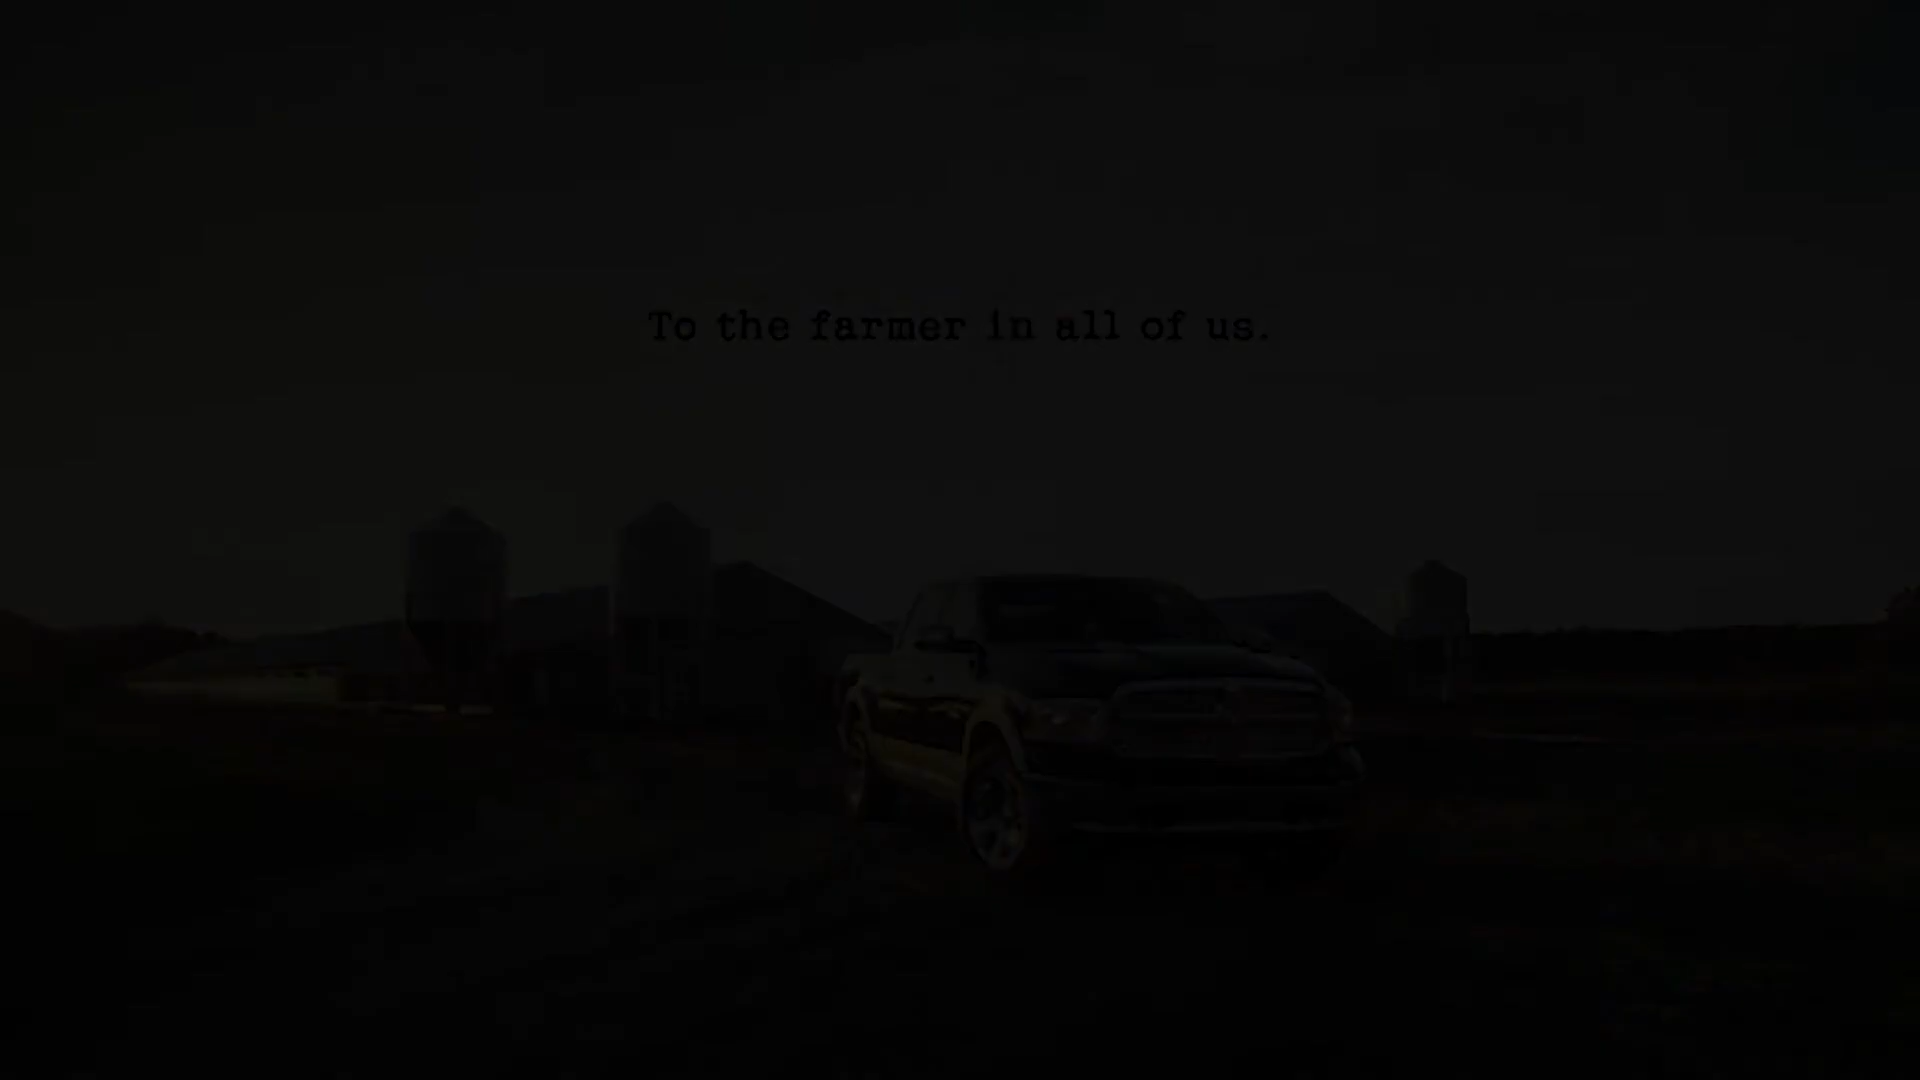 To the farmer in all of us.